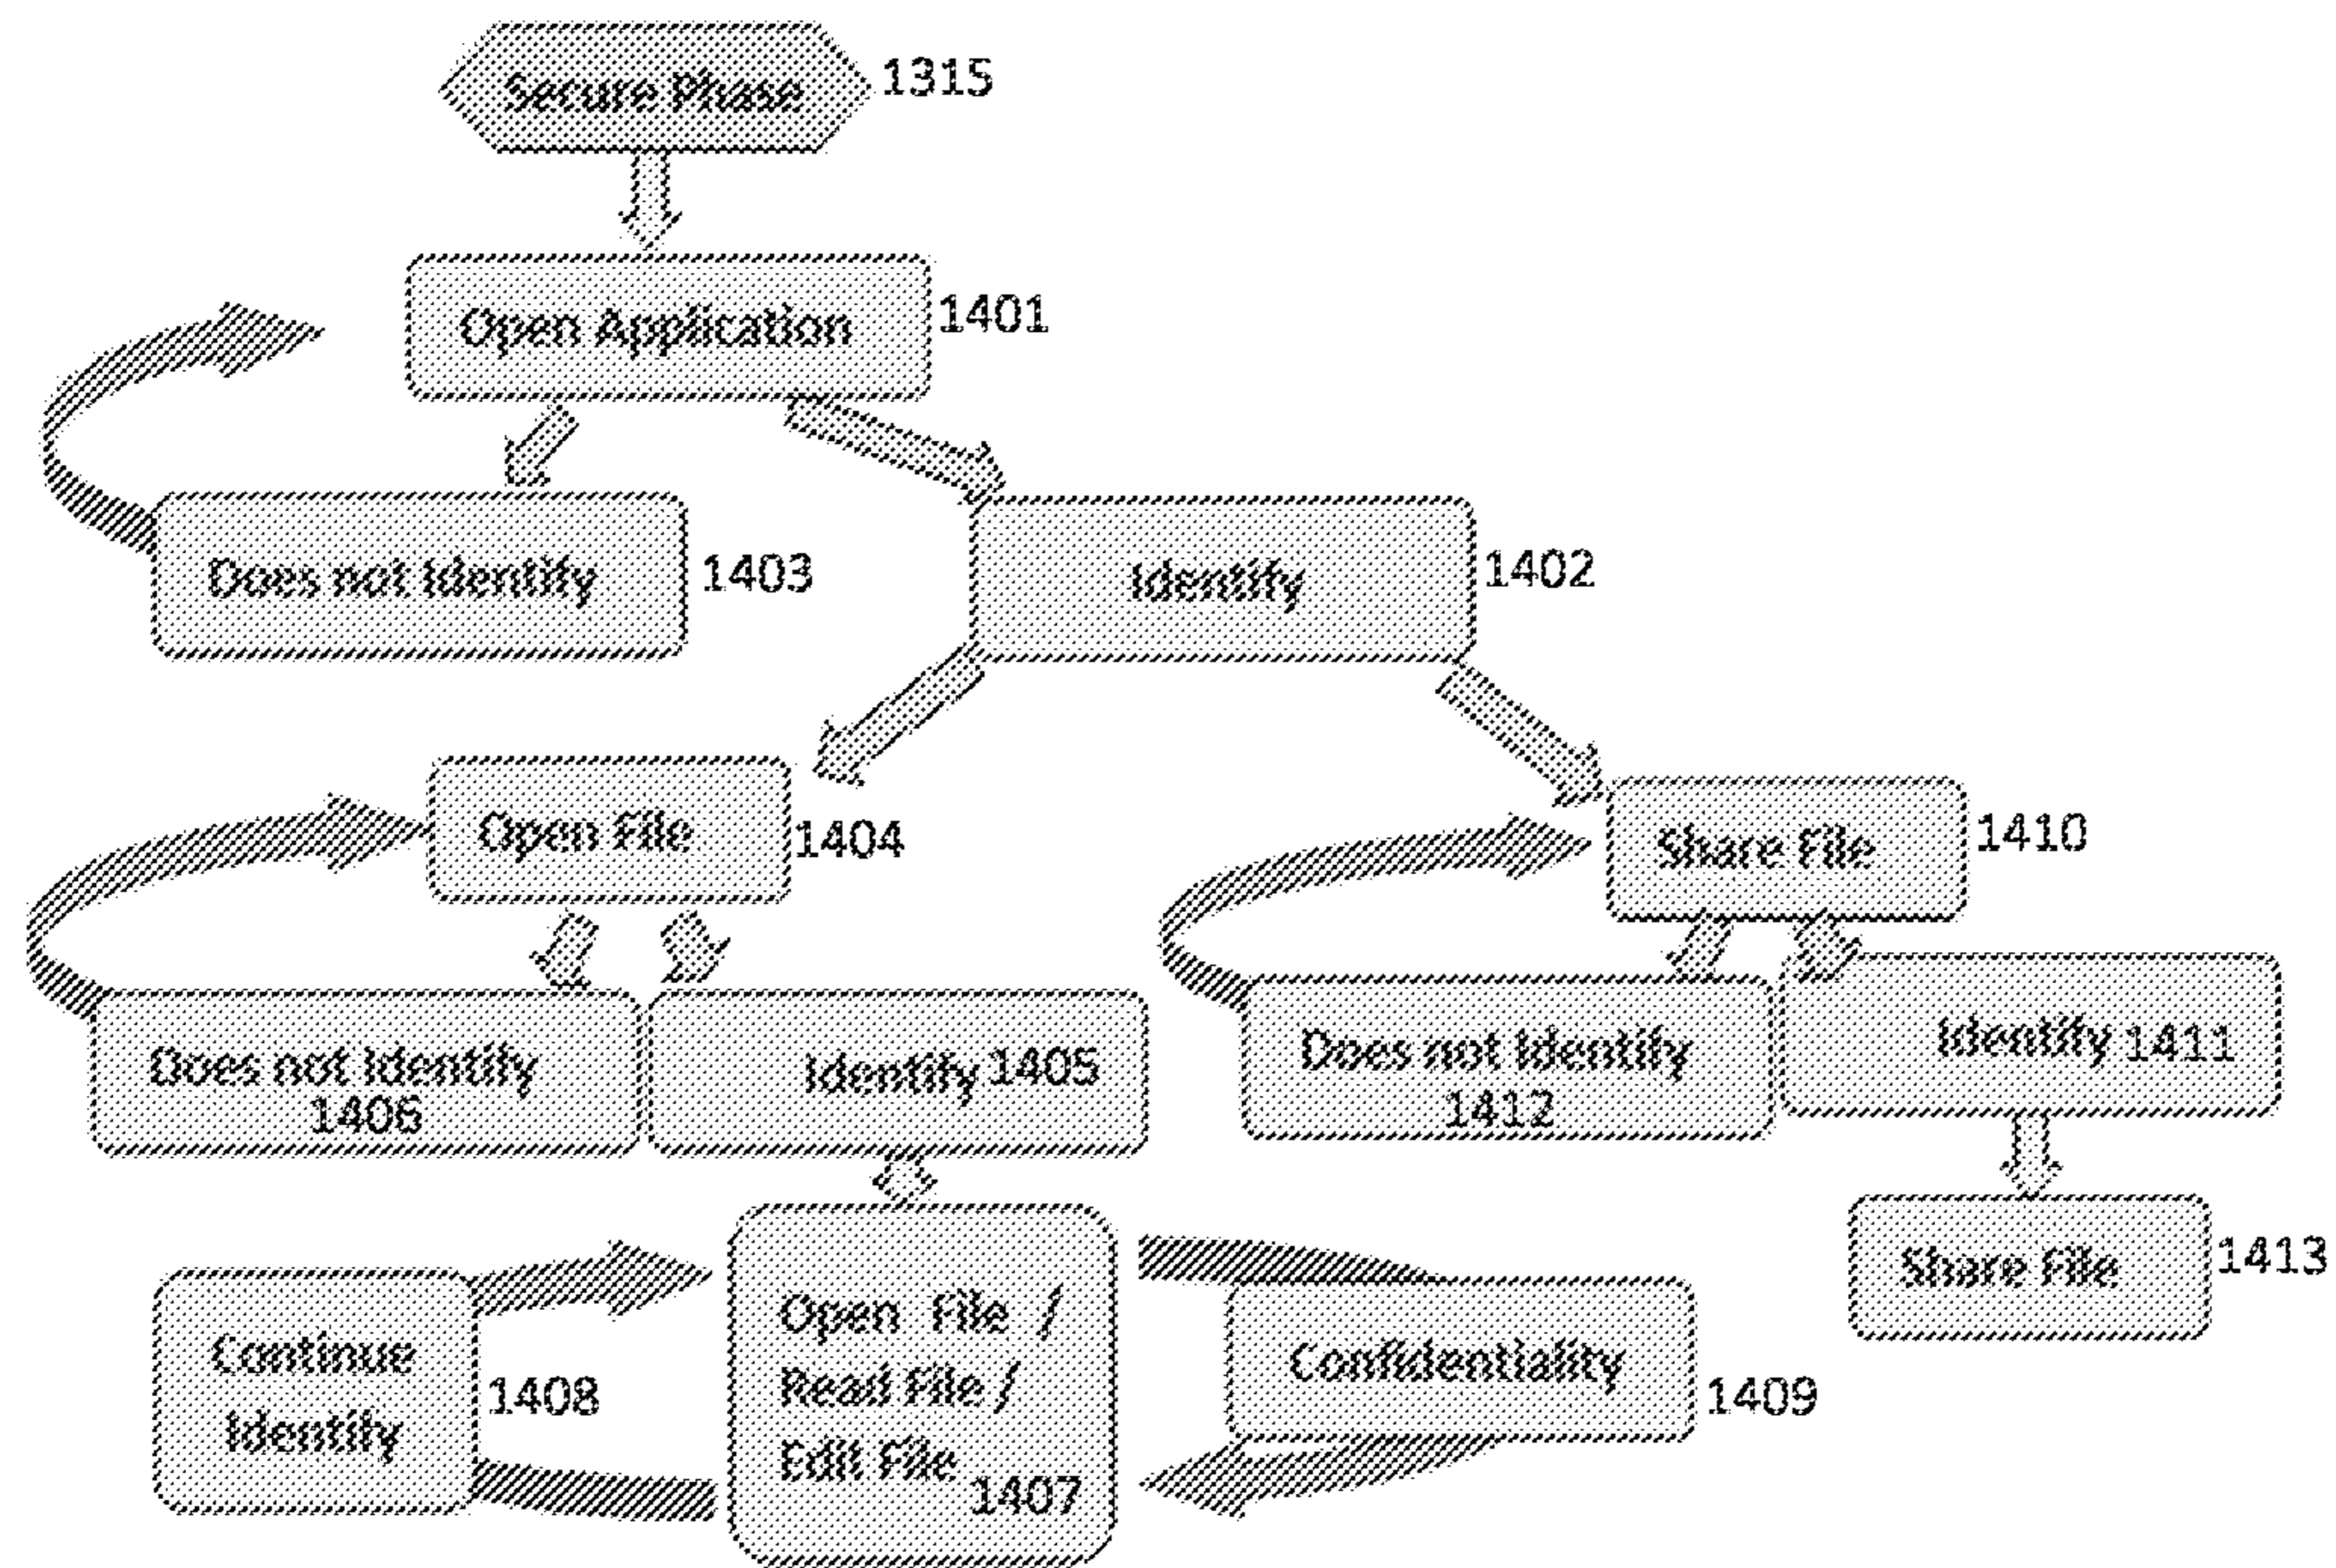 Secure Phase 1315
Open Application 1401
Does not Identify 1403
Identify 1402
Open File 1404
Share File 1410
Does not Identify
1406
Identify 1405
Does not Identify
1412
Identify 1411
Share File 1413
Continue
Identify
1408
Open File /
Read File /
Edit File
1407
Confidentiality
1409